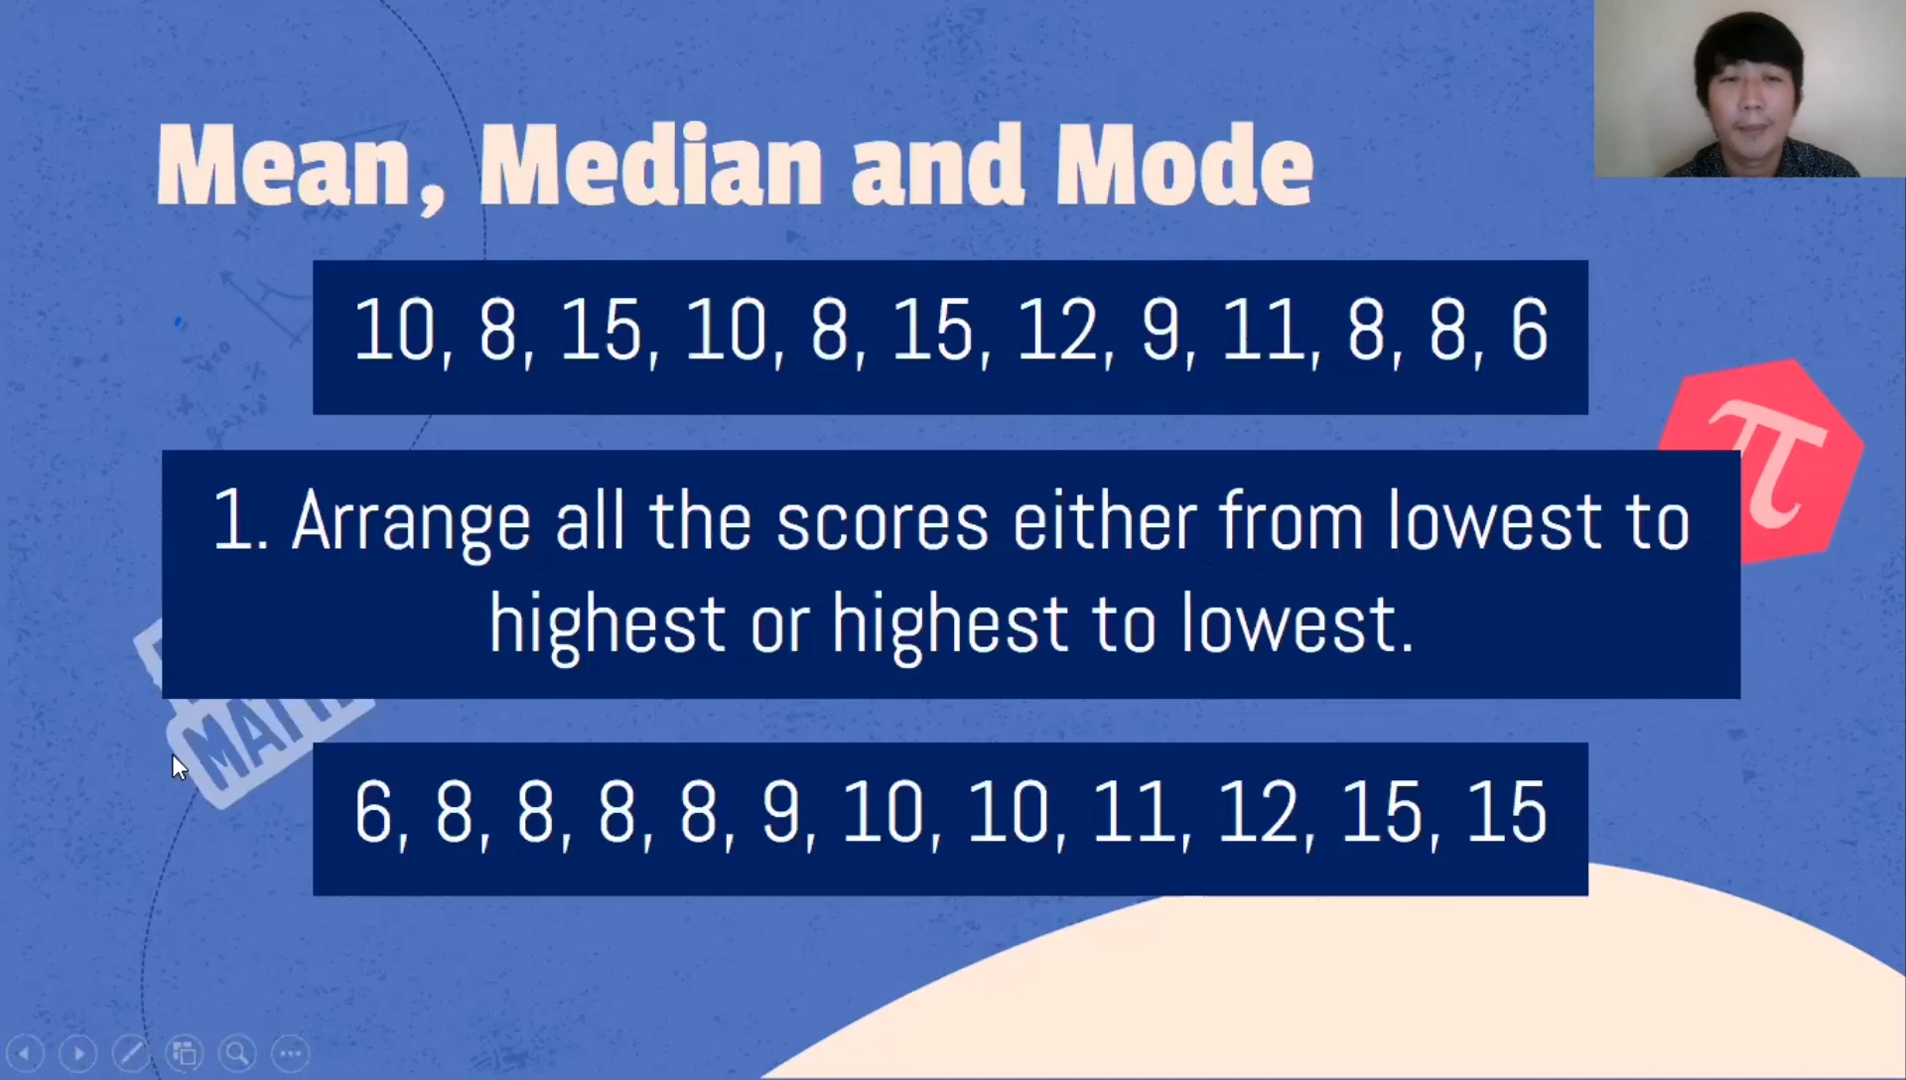 Mean, Median and Mode
10, 8, 15, 10, 8, 15, 12, 9, 11, 8, 8, 6
1. Arrange all the scores either from lowest to
highest or highest to lowest.
π
MATH
6, 8, 8, 8, 8, 9, 10, 10, 11, 12, 15, 15